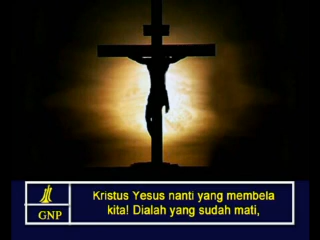 Kristus Yesus nanti yang membela
kita! Dialah yang sudah mati,
GNP